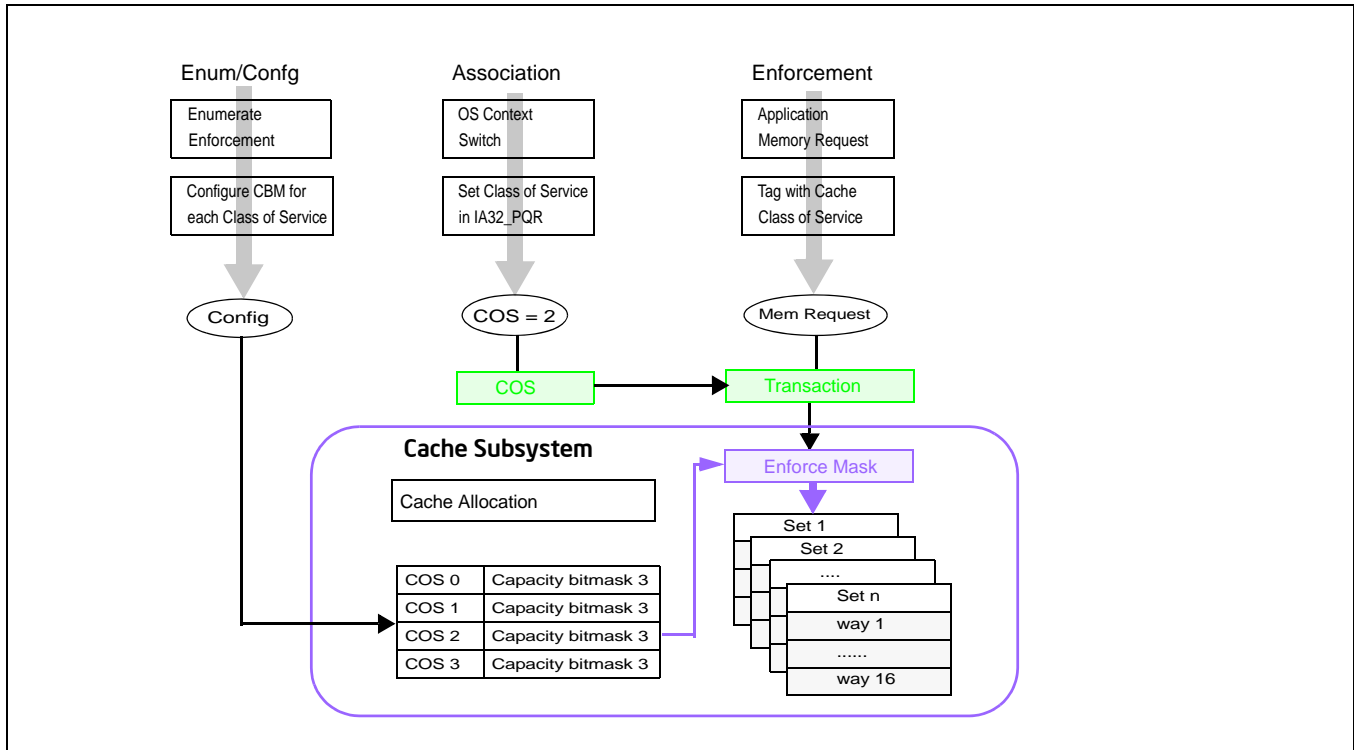 Enum/Confg
Enumerate
Enforcement
Configure CBM for
each Class of Service
Config
Association
OS Context
Switch
Set Class of Service
in IA32_PQR
COS = 2
COS
Enforcement
Application
Memory Request
Tag with Cache
Class of Service
Mem Request
Transaction
Cache Subsystem
Cache Allocation
COS 0 Capacity bitmask 3
COS 1 Capacity bitmask 3
COS 2 Capacity bitmask 3
COS 3 Capacity bitmask 3
Enforce Mask
Set 1
Set 2
....
Set n
way 1
......
way 16